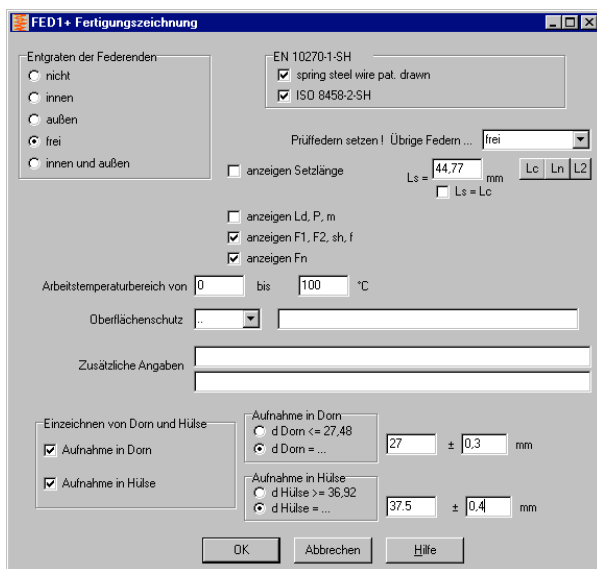 FED1+ Fertigungszeichnung
Entgraten der Federenden
nicht
innen
außen
frei
innen und außen
EN 10270-1-SH
spring steel wire pat. drawn
ISO 8458-2-SH
Prüffedern setzen ! Übrige Federn ... frei
anzeigen Setzlänge
Ls = 44,77 mm Lc Ln L2
Ls = Lc
anzeigen Ld, P, m
anzeigen F1, F2, sh, f
anzeigen Fn
Arbeitstemperaturbereich von 0 bis 100 °C
Oberflächenschutz ..
Zusätzliche Angaben
Einzeichnen von Dorn und Hülse
Aufnahme in Dorn
Aufnahme in Hülse
Aufnahme in Dorn
d Dorn <= 27,48
d Dorn = ... 27 ± 0,3 mm
Aufnahme in Hülse
d Hülse >= 36,92
d Hülse = ... 37.5 ± 0,4 mm
OK Abbrechen Hilfe